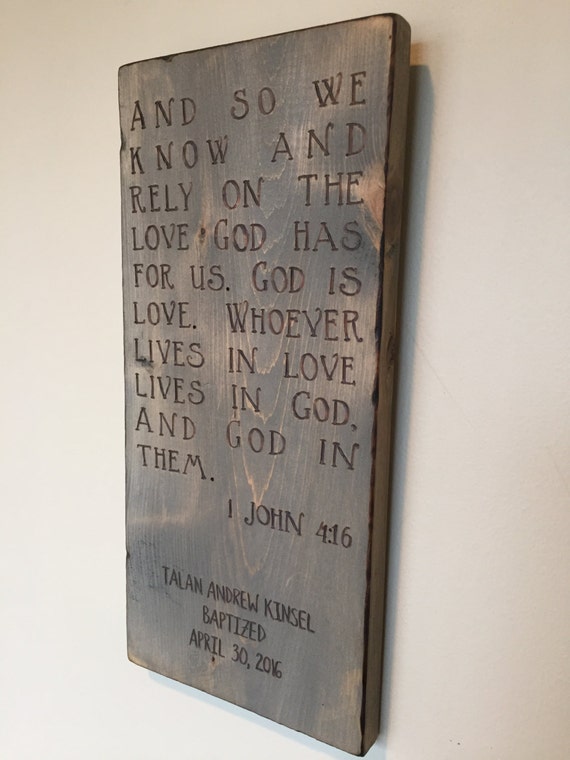 AND SO WE
KNOW AND
RELY ON THE
LOVE GOD HAS
FOR US. GOD IS
LOVE. WHOEVER
LIVES IN LOVE
LIVES IN GOD,
AND GOD IN
THEM.
1 JOHN 4:16
TALAN ANDREW KINSEL
BAPTIZED
APRIL 30, 2016